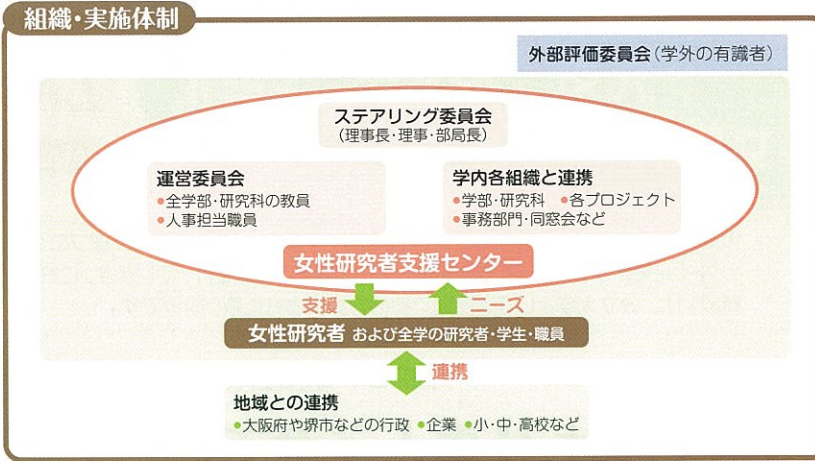 組織・実施体制
外部評価委員会(学外の有識者)
ステアリング委員会
(理事長・理事・部局長)
運営委員会
•全学部・研究科の教員
•人事担当職員
学内各組織と連携
•学部・研究科 •各プロジェクト
•事務部門・同窓会など
女性研究者支援センター
支援 ニーズ
女性研究者 および全学の研究者・学生・職員
連携
地域との連携
•大阪府や堺市などの行政 •企業 •小・中・高校など